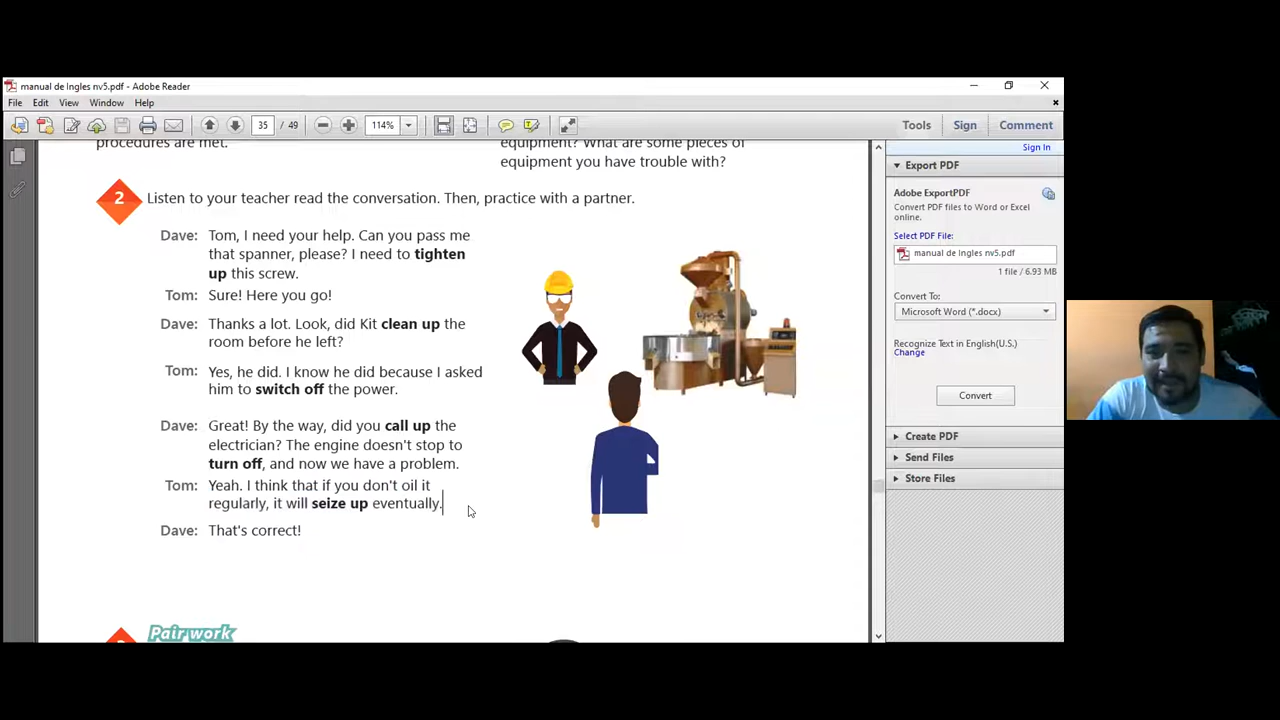 manual de Ingles nv5.pdf - Adobe Reader
File Edit View Window Help
35 / 49 114% Tools Sign Comment
procedures are met.
equipment? What are some pieces of
equipment you have trouble with?
2 Listen to your teacher read the conversation. Then, practice with a partner.
Dave: Tom, I need your help. Can you pass me
that spanner, please? I need to tighten
up this screw.
Tom: Sure! Here you go!
Dave: Thanks a lot. Look, did Kit clean up the
room before he left?
Tom: Yes, he did. I know he did because I asked
him to switch off the power.
Dave: Great! By the way, did you call up the
electrician? The engine doesn't stop to
turn off, and now we have a problem.
Tom: Yeah. I think that if you don't oil it
regularly, it will seize up eventually.
Dave: That's correct!
Pair work
Sign In
Export PDF
Adobe ExportPDF
Convert PDF files to Word or Excel
online.
Select PDF File:
manual de Ingles nv5.pdf
1 file / 6.93 MB
Convert To:
Microsoft Word (*.docx)
Recognize Text in English(U.S.)
Change
Convert
Create PDF
Send Files
Store Files